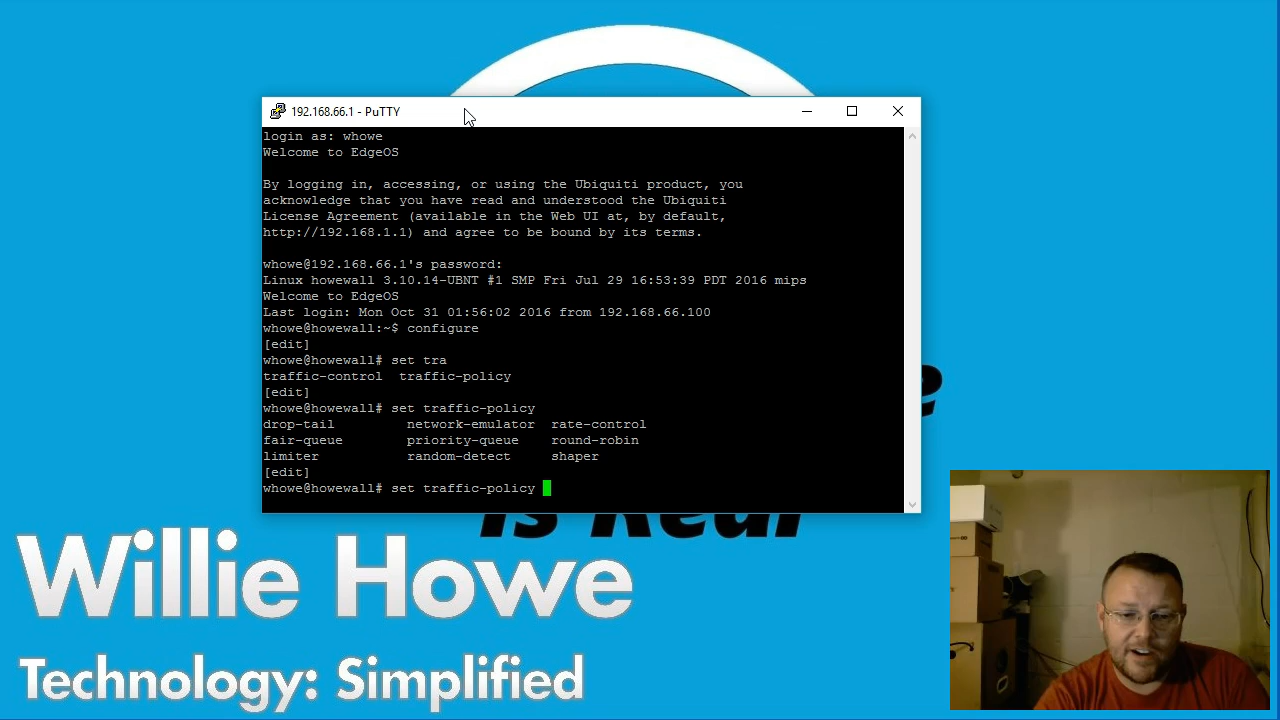 192.168.66.1 - PuTTY
login as: whowe
Welcome to EdgeOS
By logging in, accessing, or using the Ubiquiti product, you
acknowledge that you have read and understood the Ubiquiti
License Agreement (available in the Web UI at, by default,
http://192.168.1.1) and agree to be bound by its terms.
whowe@192.168.66.1's password:
Linux howewall 3.10.14-UBNT #1 SMP Fri Jul 29 16:53:39 PDT 2016 mips
Welcome to EdgeOS
Last login: Mon Oct 31 01:56:02 2016 from 192.168.66.100
whowe@howewall:~$ configure
[edit]
whowe@howewall# set tra
traffic-control  traffic-policy
[edit]
whowe@howewall# set traffic-policy
drop-tail         network-emulator  rate-control
fair-queue        priority-queue    round-robin
limiter           random-detect     shaper
[edit]
whowe@howewall# set traffic-policy
is Real
Willie Howe
Technology: Simplified